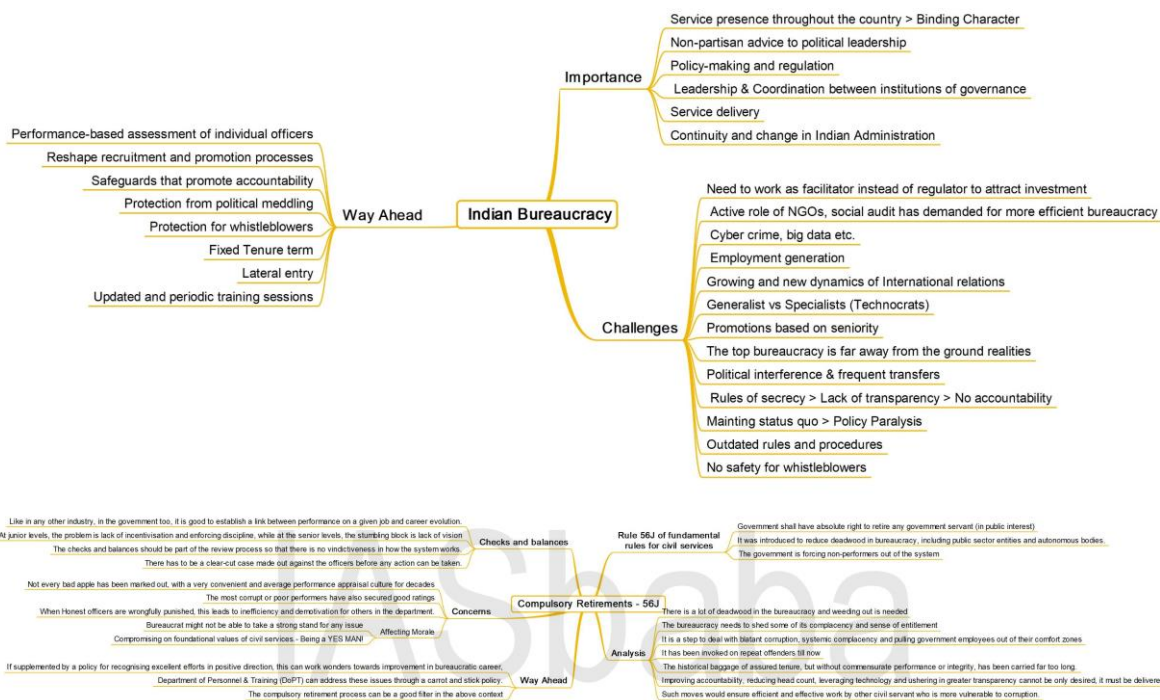 Indian Bureaucracy
Importance
Service presence throughout the country > Binding Character
Non-partisan advice to political leadership
Policy-making and regulation
Leadership & Coordination between institutions of governance
Service delivery
Continuity and change in Indian Administration
Challenges
Need to work as facilitator instead of regulator to attract investment
Active role of NGOs, social audit has demanded for more efficient bureaucracy
Cyber crime, big data etc.
Employment generation
Growing and new dynamics of International relations
Generalist vs Specialists (Technocrats)
Promotions based on seniority
The top bureaucracy is far away from the ground realities
Political interference & frequent transfers
Rules of secrecy > Lack of transparency > No accountability
Mainting status quo > Policy Paralysis
Outdated rules and procedures
No safety for whistleblowers
Way Ahead
Performance-based assessment of individual officers
Reshape recruitment and promotion processes
Safeguards that promote accountability
Protection from political meddling
Protection for whistleblowers
Fixed Tenure term
Lateral entry
Updated and periodic training sessions
Compulsory Retirements - 56J
Rule 56J of fundamental
rules for civil services
Government shall have absolute right to retire any government servant (in public interest)
It was introduced to reduce deadwood in bureaucracy, including public sector entities and autonomous bodies.
The government is forcing non-performers out of the system
Analysis
There is a lot of deadwood in the bureaucracy and weeding out is needed
The bureaucracy needs to shed some of its complacency and sense of entitlement
It is a step to deal with blatant corruption, systemic complacency and pulling government employees out of their comfort zones
It has been invoked on repeat offenders till now
The historical baggage of assured tenure, but without commensurate performance or integrity, has been carried far too long.
Improving accountability, reducing head count, leveraging technology and ushering in greater transparency cannot be only desired, it must be delivere
Such moves would ensure efficient and effective work by other civil servant who is more vulnerable to corruption.
Checks and balances
Like in any other industry, in the government too, it is good to establish a link between performance on a given job and career evolution.
At junior levels, the problem is lack of incentivisation and enforcing discipline, while at the senior levels, the stumbling block is lack of vision
The checks and balances should be part of the review process so that there is no vindictiveness in how the system works.
There has to be a clear-cut case made out against the officers before any action can be taken.
Concerns
Not every bad apple has been marked out, with a very convenient and average performance appraisal culture for decades
The most corrupt or poor performers have also secured good ratings
When Honest officers are wrongfully punished, this leads to inefficiency and demotivation for others in the department.
Affecting Morale
Bureaucrat might not be able to take a strong stand for any issue
Compromising on foundational values of civil services - Being a YES MAN!
Way Ahead
If supplemented by a policy for recognising excellent efforts in positive direction, this can work wonders towards improvement in bureaucratic career,
Department of Personnel & Training (DoPT) can address these issues through a carrot and stick policy.
The compulsory retirement process can be a good filter in the above context
IASbaba